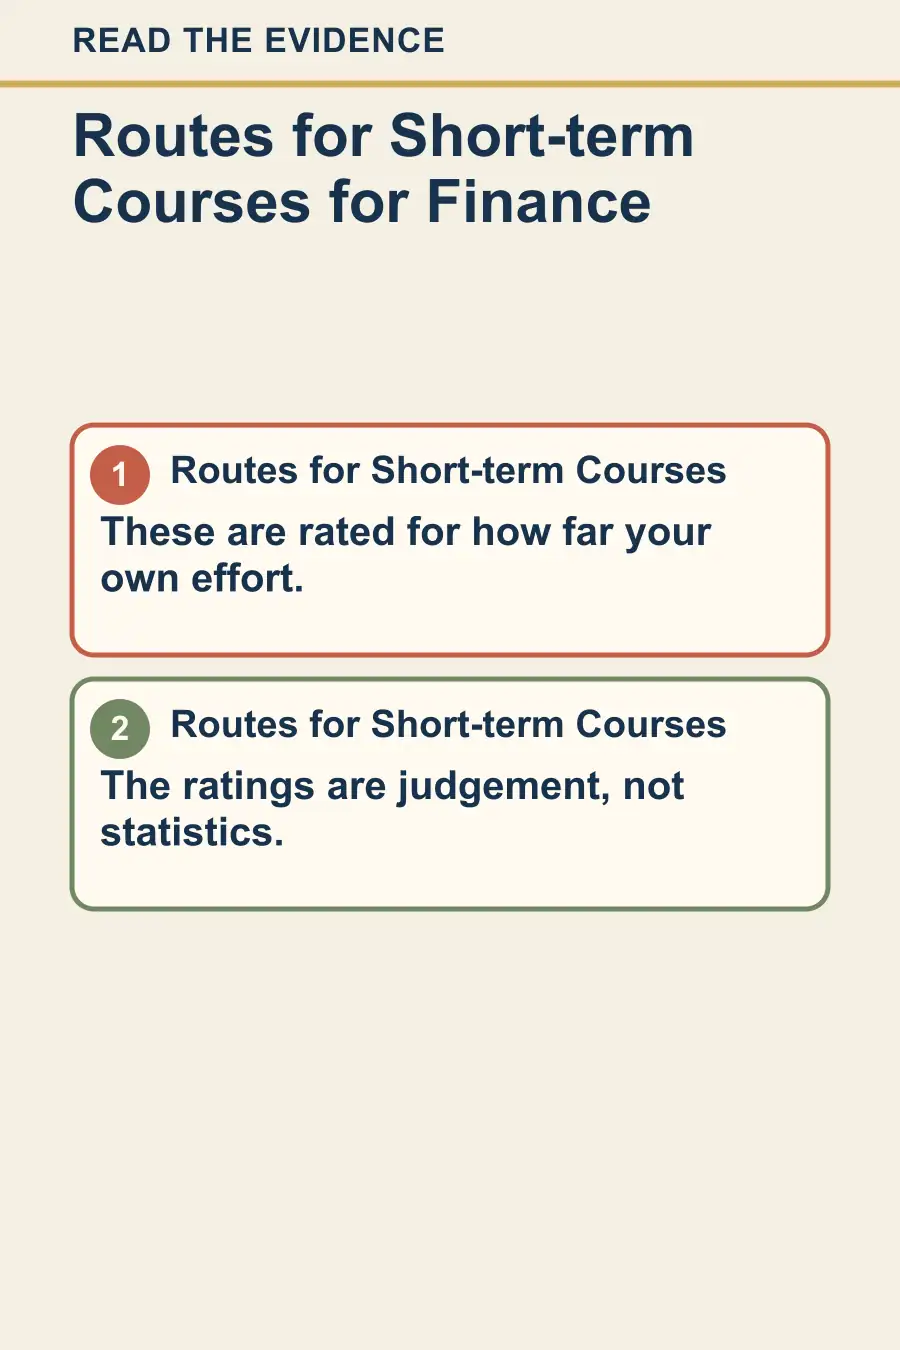 READ THE EVIDENCE
Routes for Short-term
Courses for Finance
1 Routes for Short-term Courses
These are rated for how far your
own effort.
2 Routes for Short-term Courses
The ratings are judgement, not
statistics.